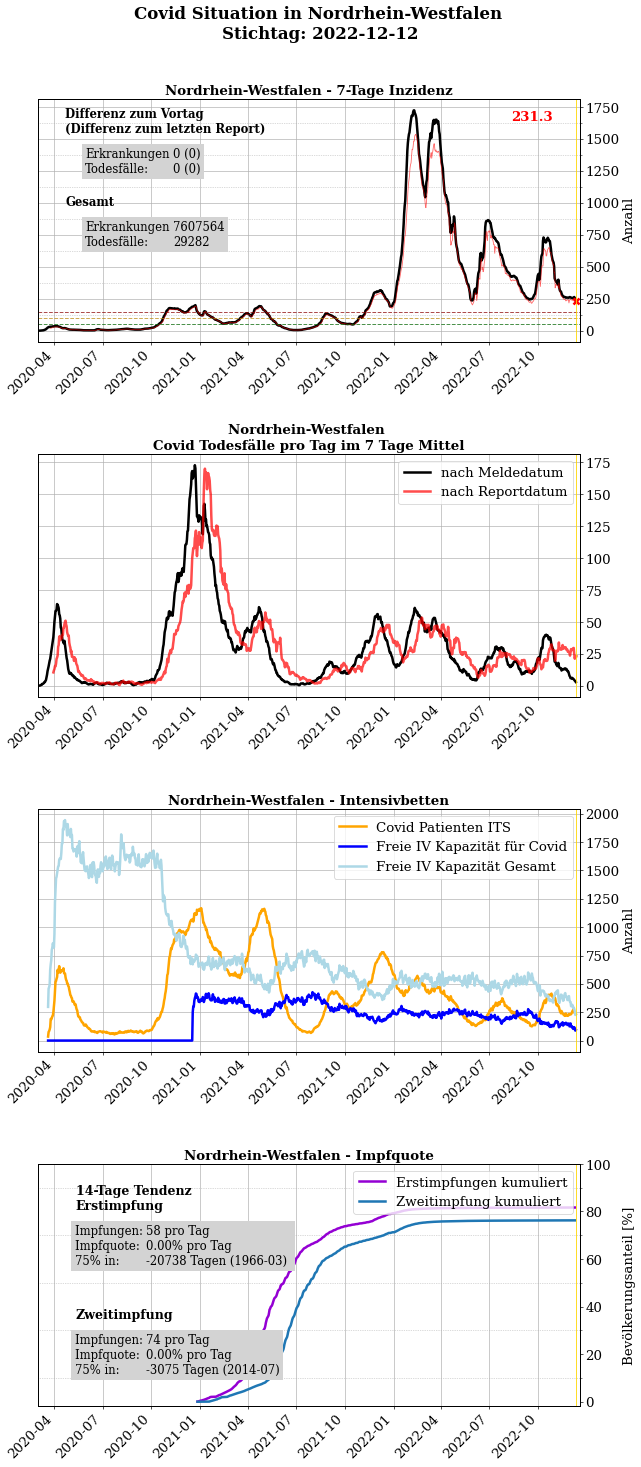 Covid Situation in Nordrhein-Westfalen
Stichtag: 2022-12-12
Nordrhein-Westfalen - 7-Tage Inzidenz
Differenz zum Vortag
(Differenz zum letzten Report)
Erkrankungen 0 (0)
Todesfälle: 0 (0)
Gesamt
Erkrankungen 7607564
Todesfälle: 29282
231.3
1750
1500
1250
1000
750
500
250
0
Anzahl
2020-04 2020-07 2020-10 2021-01 2021-04 2021-07 2021-10 2022-01 2022-04 2022-07 2022-10
Nordrhein-Westfalen
Covid Todesfälle pro Tag im 7 Tage Mittel
nach Meldedatum
nach Reportdatum
175
150
125
100
75
50
25
0
2020-04 2020-07 2020-10 2021-01 2021-04 2021-07 2021-10 2022-01 2022-04 2022-07 2022-10
Nordrhein-Westfalen - Intensivbetten
Covid Patienten ITS
Freie IV Kapazität für Covid
Freie IV Kapazität Gesamt
2000
1750
1500
1250
1000
750
500
250
0
Anzahl
2020-04 2020-07 2020-10 2021-01 2021-04 2021-07 2021-10 2022-01 2022-04 2022-07 2022-10
Nordrhein-Westfalen - Impfquote
Erstimpfungen kumuliert
Zweitimpfung kumuliert
14-Tage Tendenz
Erstimpfung
Impfungen: 58 pro Tag
Impfquote: 0.00% pro Tag
75% in: -20738 Tagen (1966-03)
Zweitimpfung
Impfungen: 74 pro Tag
Impfquote: 0.00% pro Tag
75% in: -3075 Tagen (2014-07)
100
80
60
40
20
0
Bevölkerungsanteil [%]
2020-04 2020-07 2020-10 2021-01 2021-04 2021-07 2021-10 2022-01 2022-04 2022-07 2022-10